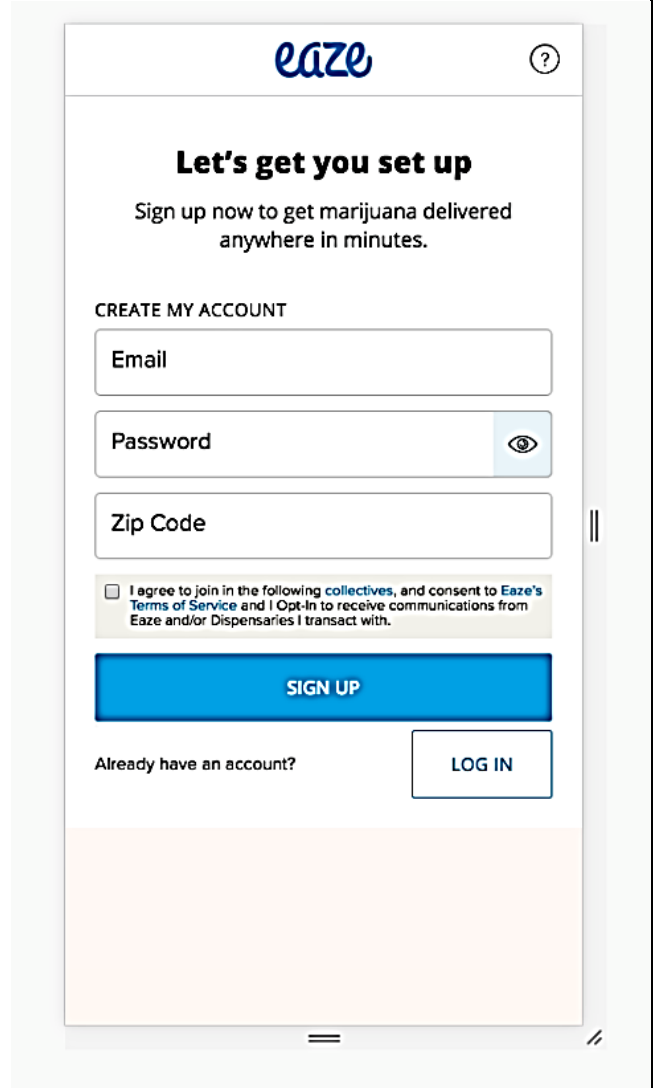 eaze
?
Let's get you set up
Sign up now to get marijuana delivered
anywhere in minutes.
CREATE MY ACCOUNT
Email
Password
Zip Code
I agree to join in the following collectives, and consent to Eaze's
Terms of Service and I Opt-In to receive communications from
Eaze and/or Dispensaries I transact with.
SIGN UP
Already have an account?
LOG IN